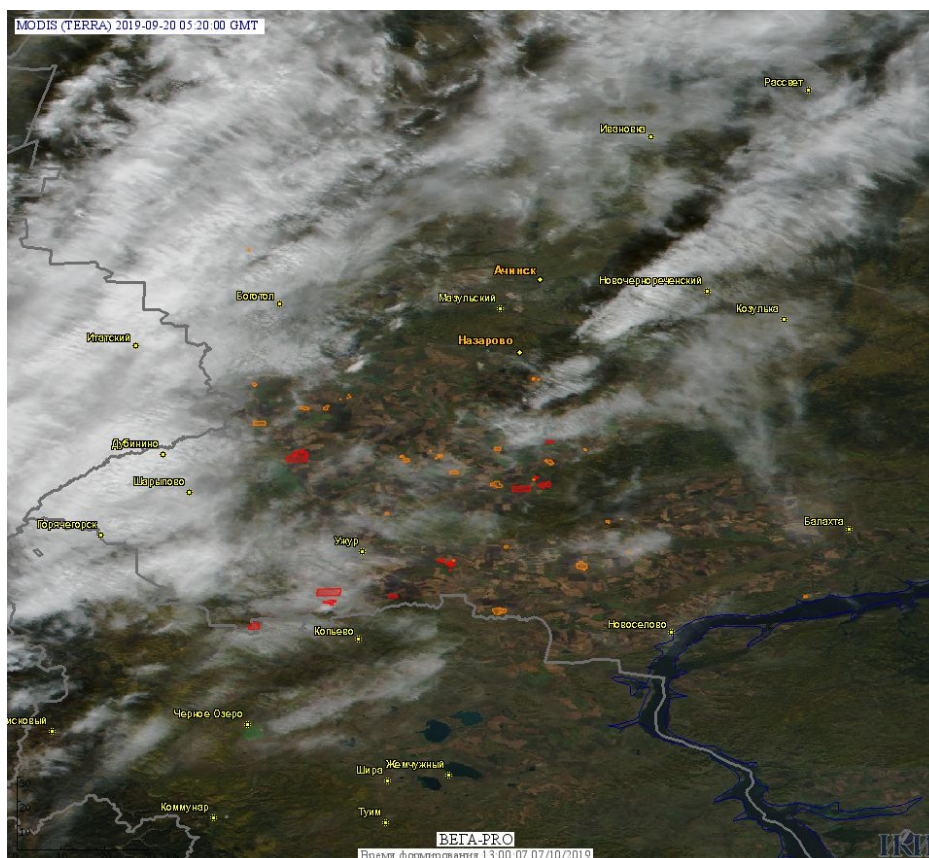 MODIS (TERRA) 2019-09-20 05:20:00 GMT
Рассвет
Ивановка
Ачинск
Новочернореченский
Боготол
Мазульский
Козулька
Итатский
Назарово
Дубинино
Шарыпово
Горячегорск
Балахта
Ужур
Новоселово
Копьево
Черное Озеро
исковый
Шира
Жемчужный
Коммунар
Туим
ВЕГА-PRO
Время формирования 13:00:07 07/10/2019
ИКИ